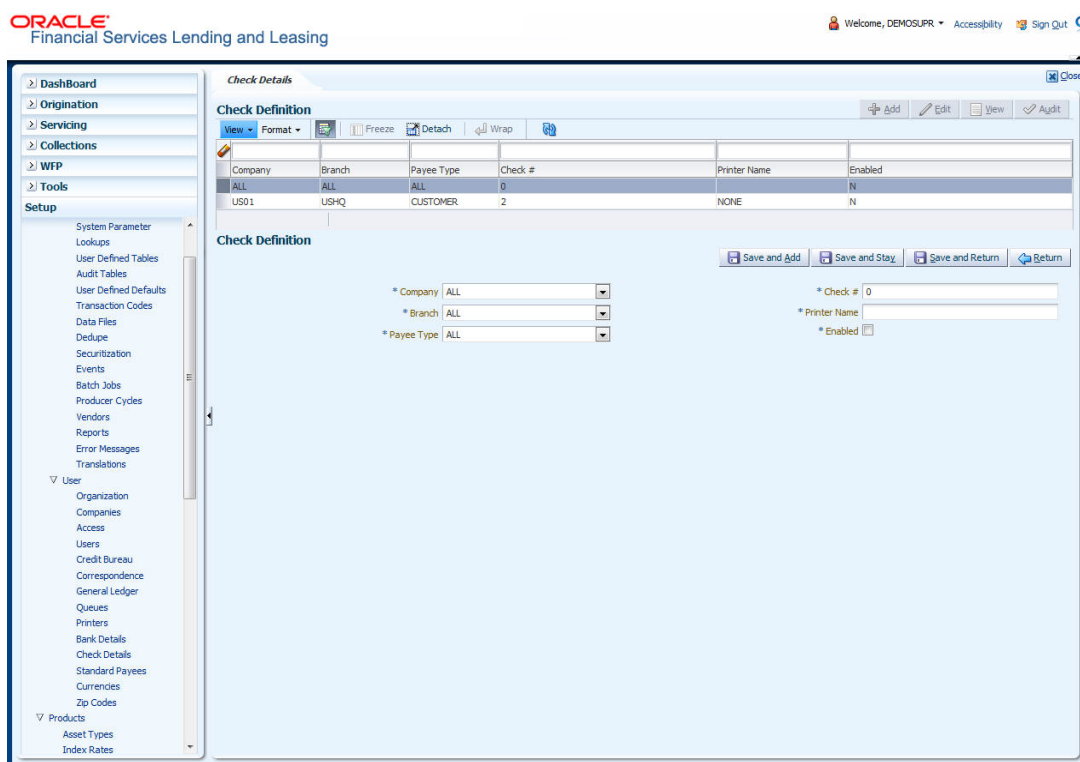 ORACLE
Financial Services Lending and Leasing
Welcome, DEMOSUPR Accessibility Sign Out
Close
DashBoard
Origination
Servicing
Collections
WFP
Tools
Setup
System Parameter
Lookups
User Defined Tables
Audit Tables
User Defined Defaults
Transaction Codes
Data Files
Dedupe
Securitization
Events
Batch Jobs
Producer Cycles
Vendors
Reports
Error Messages
Translations
User
Organization
Companies
Access
Users
Credit Bureau
Correspondence
General Ledger
Queues
Printers
Bank Details
Check Details
Standard Payees
Currencies
Zip Codes
Products
Asset Types
Index Rates
Check Details
Check Definition
Add Edit View Audit
View Format Freeze Detach Wrap
Company Branch Payee Type Check # Printer Name Enabled
ALL ALL ALL 0 N
US01 USHQ CUSTOMER 2 NONE N
Check Definition
Save and Add Save and Stay Save and Return Return
* Company ALL * Check # 0
* Branch ALL * Printer Name
* Payee Type ALL * Enabled